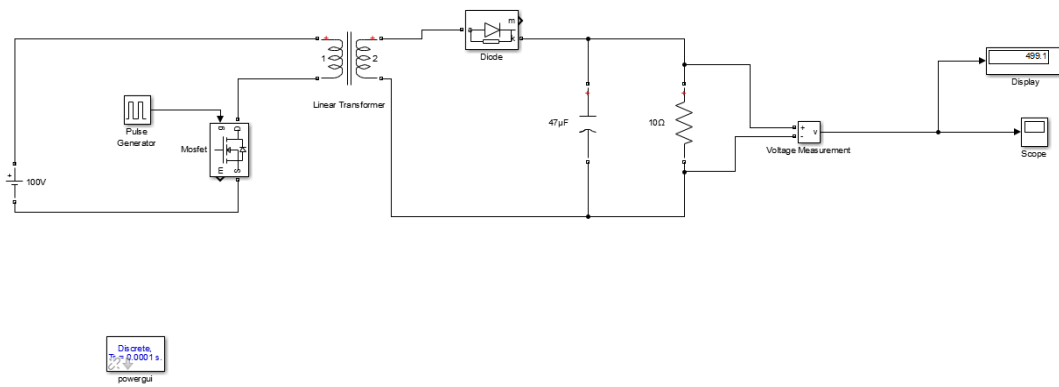 m
a
k
Diode
1
2
Linear Transformer
499.1
Display
Pulse
Generator
g
D
Mosfet
m
S
47µF
10Ω
+
-
v
Voltage Measurement
Scope
+
100V
Discrete,
Ts = 0.0001 s.
powergui